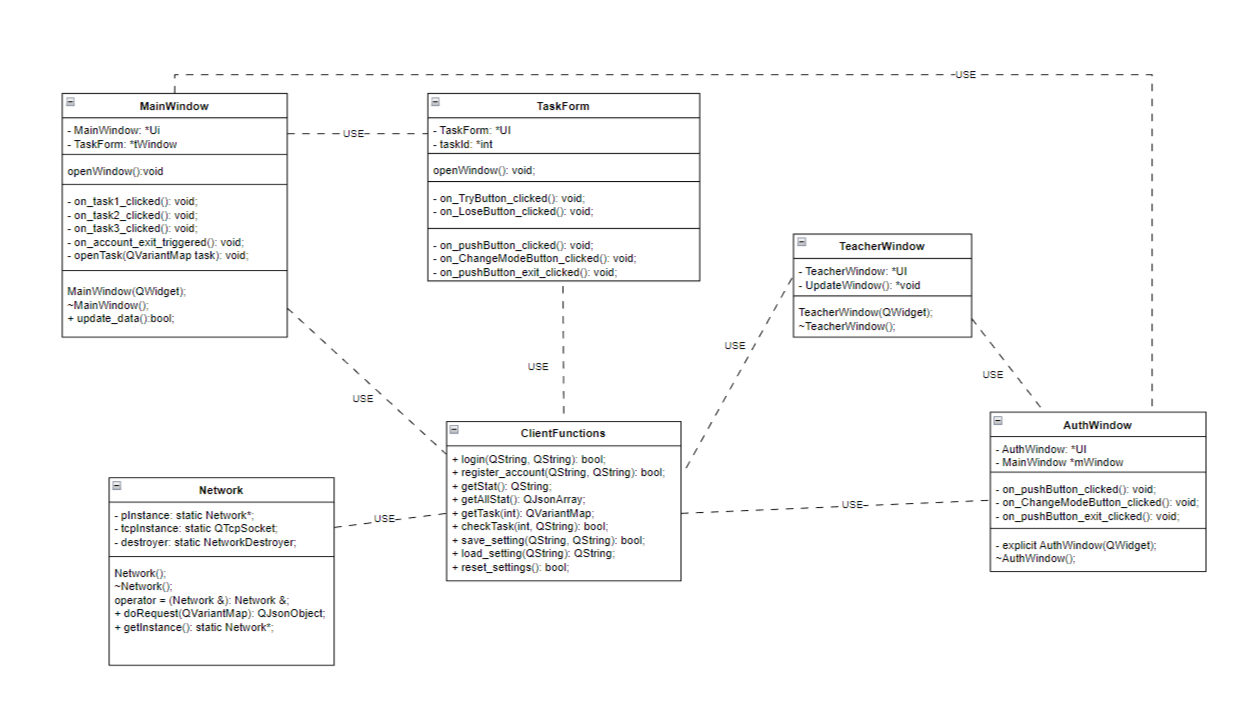 USE
MainWindow
- MainWindow: *Ui
- TaskForm: *tWindow
openWindow():void
- on_task1_clicked(): void;
- on_task2_clicked(): void;
- on_task3_clicked(): void;
- on_account_exit_triggered(): void;
- openTask(QVariantMap task): void;
MainWindow(QWidget);
~MainWindow();
+ update_data():bool;
USE
TaskForm
- TaskForm: *UI
- taskId: *int
openWindow(): void;
- on_TryButton_clicked(): void;
- on_LoseButton_clicked(): void;
- on_pushButton_clicked(): void;
- on_ChangeModeButton_clicked(): void;
- on_pushButton_exit_clicked(): void;
TeacherWindow
- TeacherWindow: *UI
- UpdateWindow(): *void
TeacherWindow(QWidget);
~TeacherWindow();
USE
USE
USE
USE
ClientFunctions
+ login(QString, QString): bool;
+ register_account(QString, QString): bool;
+ getStat(): QString;
+ getAllStat(): QJsonArray;
+ getTask(int): QVariantMap;
+ checkTask(int, QString): bool;
+ save_setting(QString, QString): bool;
+ load_setting(QString): QString;
+ reset_settings(): bool;
AuthWindow
- AuthWindow: *UI
- MainWindow *mWindow
- on_pushButton_clicked(): void;
- on_ChangeModeButton_clicked(): void;
- on_pushButton_exit_clicked(): void;
- explicit AuthWindow(QWidget);
~AuthWindow();
USE
USE
Network
- pInstance: static Network*;
- tcpInstance: static QTcpSocket;
- destroyer: static NetworkDestroyer;
Network();
~Network();
operator = (Network &): Network &;
+ doRequest(QVariantMap): QJsonObject;
+ getInstance(): static Network*;